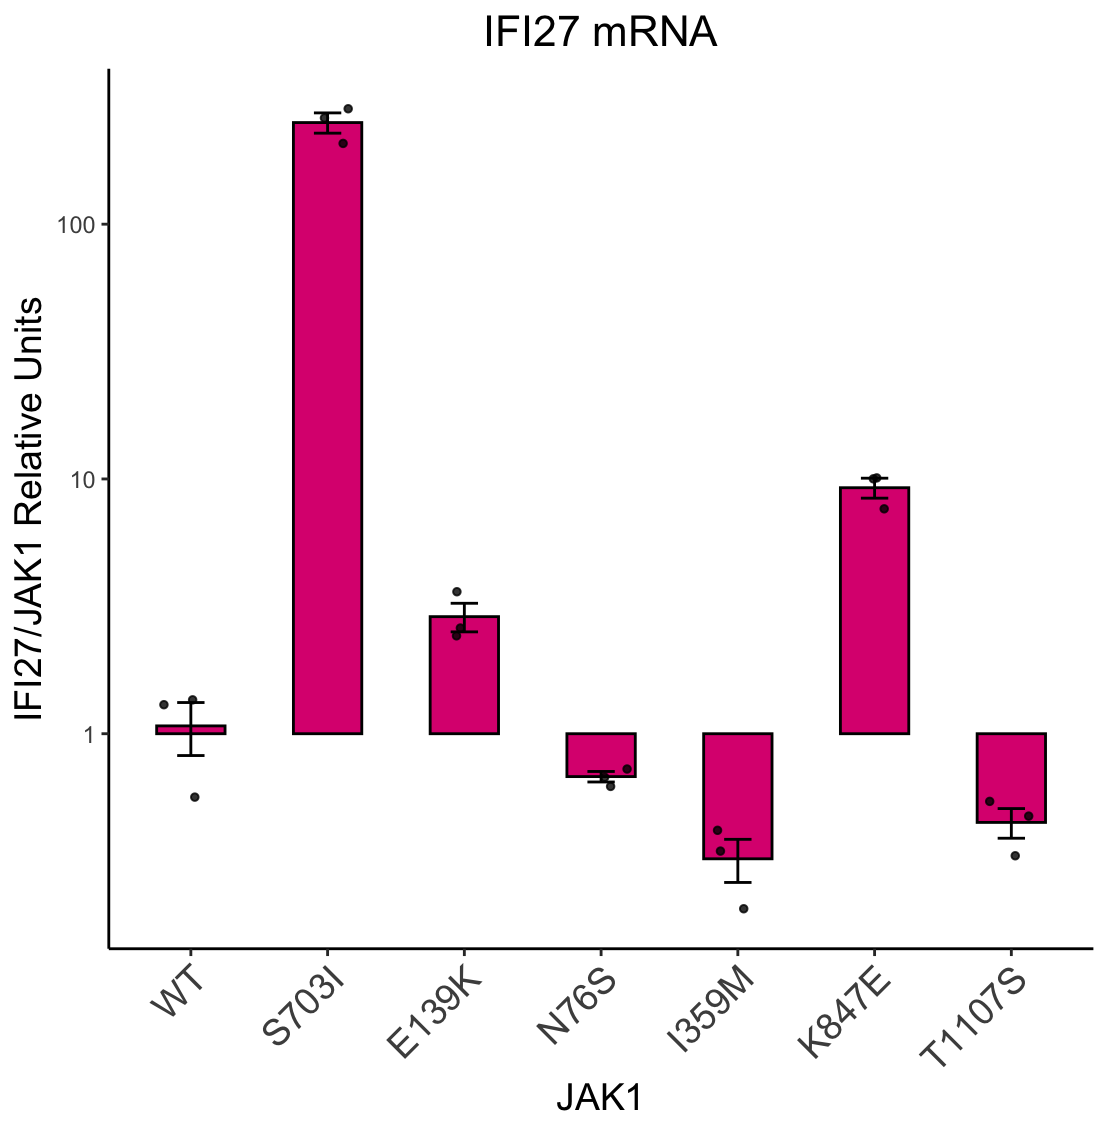 IFI27 mRNA
IFI27/JAK1 Relative Units
100
10
1
WT
S703I
E139K
N76S
I359M
K847E
T1107S
JAK1